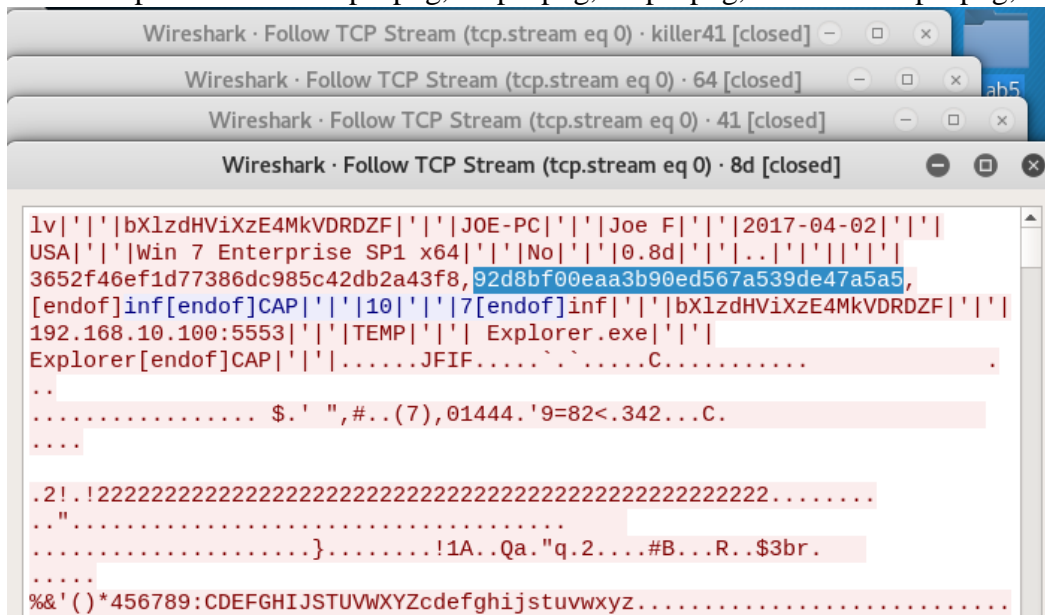 Wireshark · Follow TCP Stream (tcp.stream eq 0) · killer41 [closed]
Wireshark · Follow TCP Stream (tcp.stream eq 0) · 64 [closed]
ab5
Wireshark · Follow TCP Stream (tcp.stream eq 0) · 41 [closed]
Wireshark · Follow TCP Stream (tcp.stream eq 0) · 8d [closed]
lv|'|'|bXlzdHViXzE4MkVDRDZF|'|'|JOE-PC|'|'|Joe F|'|'|2017-04-02|'|'|
USA|'|'|Win 7 Enterprise SP1 x64|'|'|No|'|'|0.8d|'|'|..|'|'||'|'|
3652f46ef1d77386dc985c42db2a43f8,92d8bf00eaa3b90ed567a539de47a5a5,
[endof]inf[endof]CAP|'|'|10|'|'|7[endof]inf|'|'|bXlzdHViXzE4MkVDRDZF|'|'|
192.168.10.100:5553|'|'|TEMP|'|'| Explorer.exe|'|'|
Explorer[endof]CAP|'|'|......JFIF.....`.`.....C........... .
..
................. $.' ",#..(7),01444.'9=82<.342...C.
....
.2!.!22222222222222222222222222222222222222222222222222........
..".....................................
.....................}........!1A..Qa."q.2....#B...R..$3br.
.....
%&'()*456789:CDEFGHIJSTUVWXYZcdefghijstuvwxyz...........................